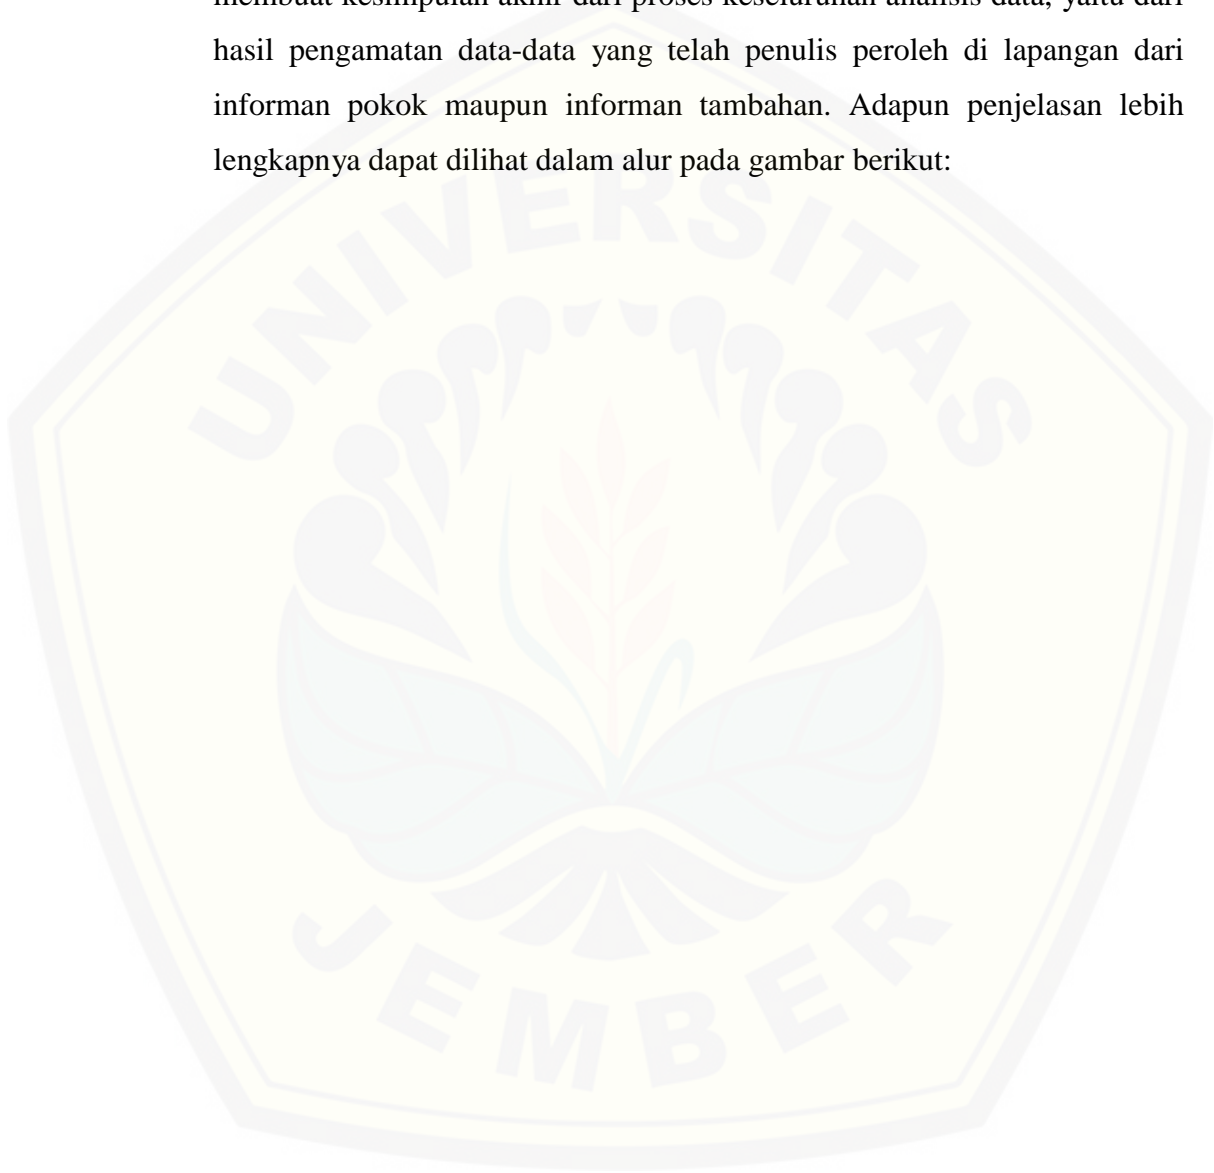 membuat kesimpulan akhir dari proses keseluruhan analisis data, yaitu dari
hasil pengamatan data-data yang telah penulis peroleh di lapangan dari
informan pokok maupun informan tambahan. Adapun penjelasan lebih
lengkapnya dapat dilihat dalam alur pada gambar berikut:
UNIVERSITAS
JEMBER